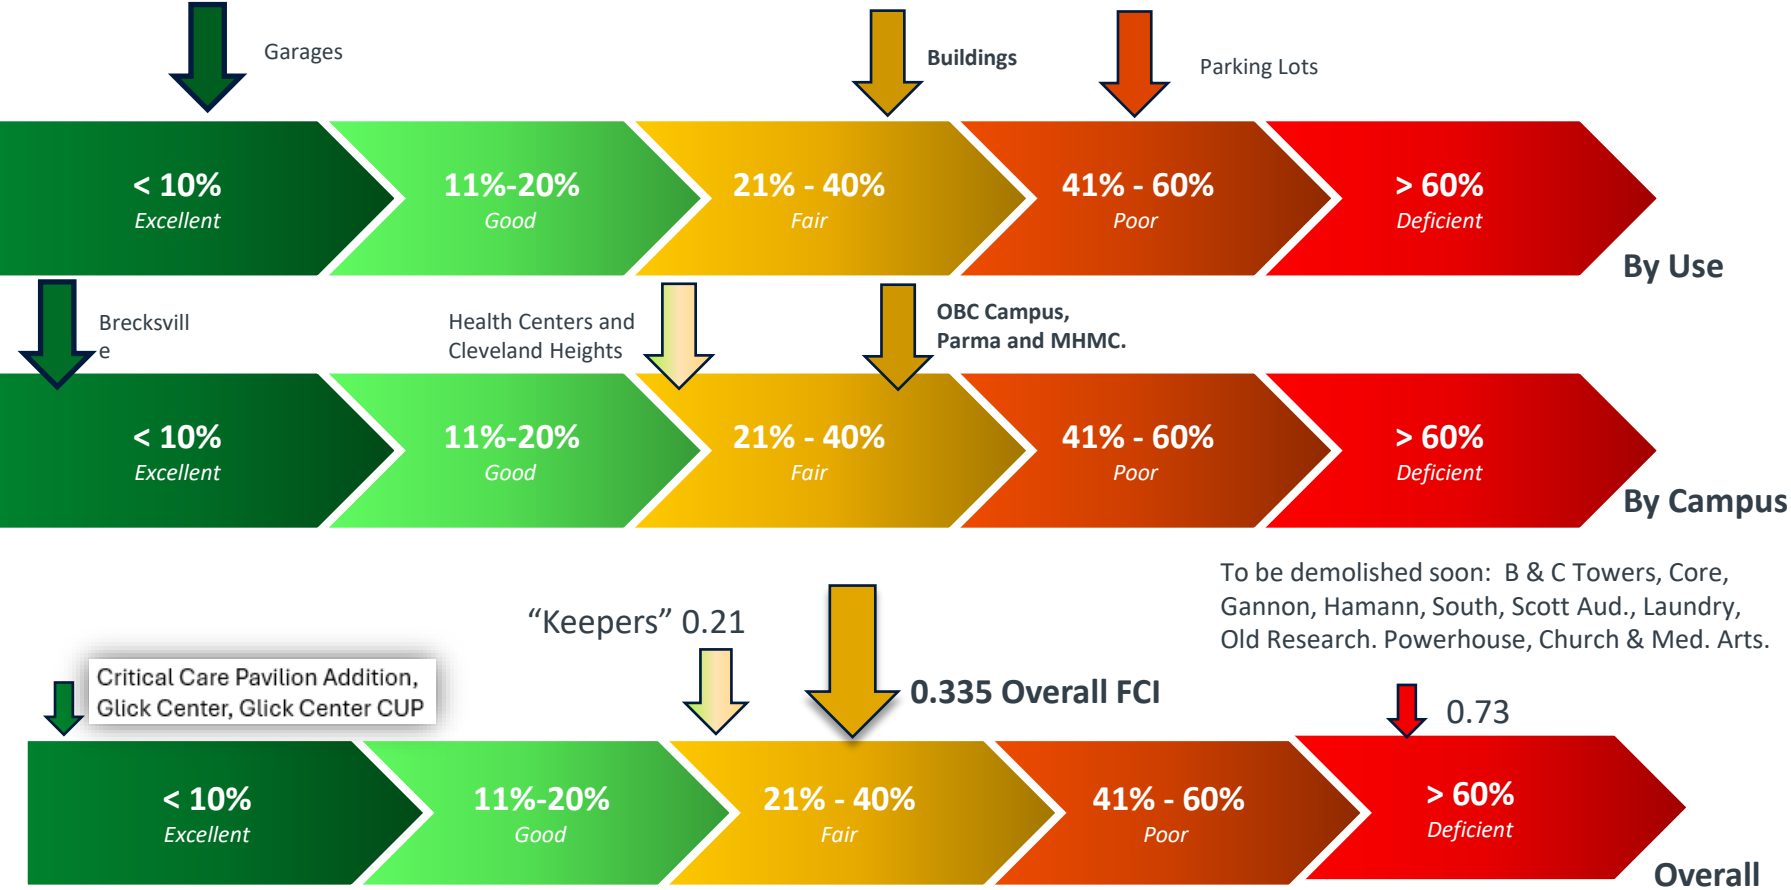 Garages
Buildings
Parking Lots
< 10%
Excellent
11%-20%
Good
21% - 40%
Fair
41% - 60%
Poor
> 60%
Deficient
By Use
Brecksvill
e
Health Centers and
Cleveland Heights
OBC Campus,
Parma and MHMC.
< 10%
Excellent
11%-20%
Good
21% - 40%
Fair
41% - 60%
Poor
> 60%
Deficient
By Campus
To be demolished soon:  B & C Towers, Core,
Gannon, Hamann, South, Scott Aud., Laundry,
Old Research. Powerhouse, Church & Med. Arts.
“Keepers” 0.21
Critical Care Pavilion Addition,
Glick Center, Glick Center CUP
0.335 Overall FCI
0.73
< 10%
Excellent
11%-20%
Good
21% - 40%
Fair
41% - 60%
Poor
> 60%
Deficient
Overall